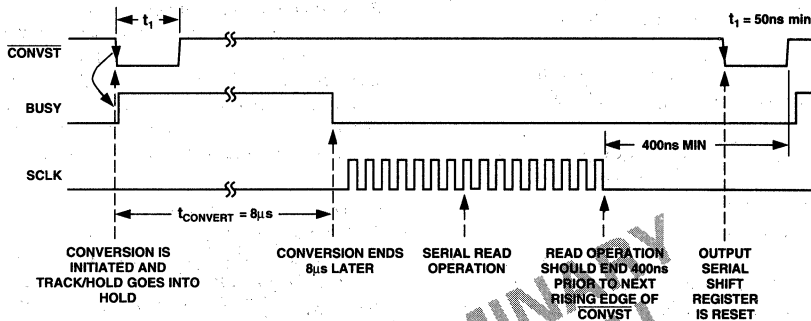 t1
t1 = 50ns min
CONVST
BUSY
400ns MIN
SCLK
tCONVERT = 8µs
CONVERSION IS
INITIATED AND
TRACK/HOLD GOES INTO
HOLD
CONVERSION ENDS
8µs LATER
SERIAL READ
OPERATION
READ OPERATION
SHOULD END 400ns
PRIOR TO NEXT
RISING EDGE OF
CONVST
OUTPUT
SERIAL
SHIFT
REGISTER
IS RESET